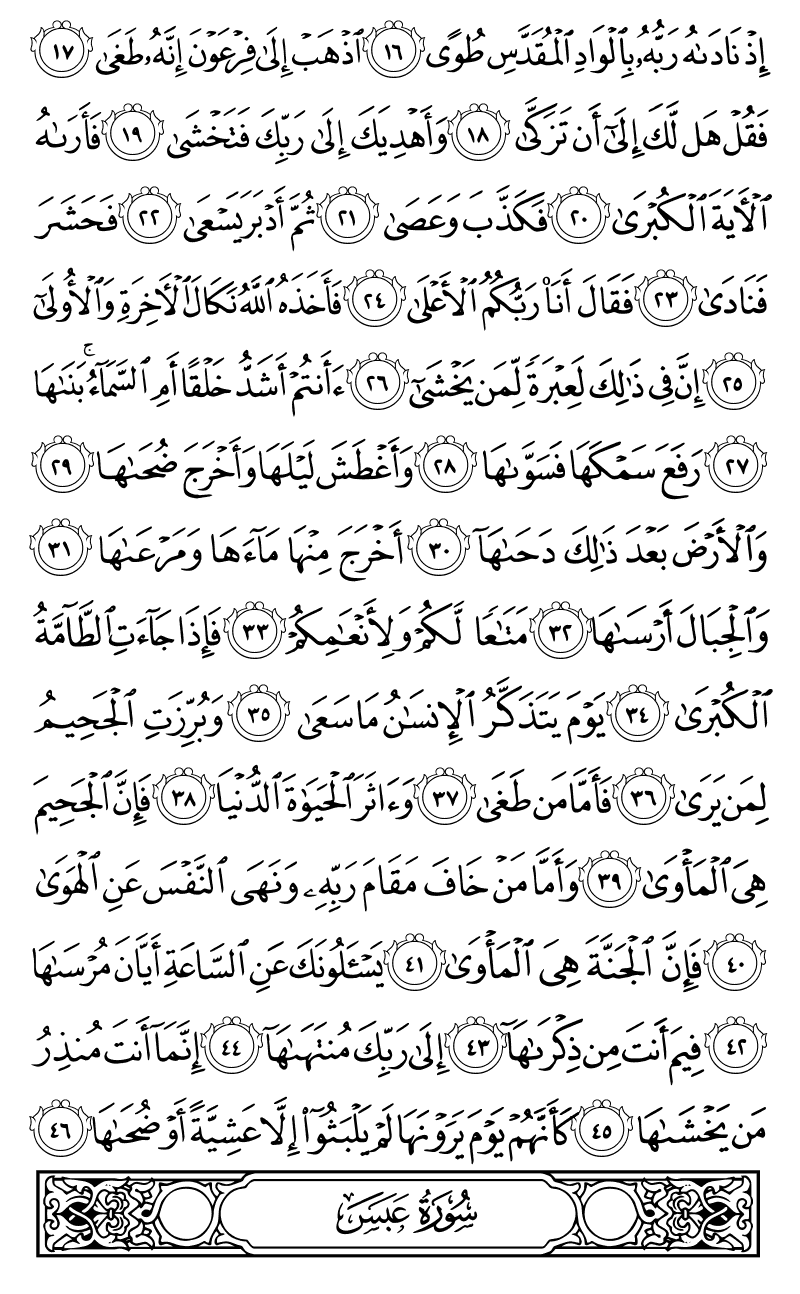 إِذۡ نَادَىٰهُ رَبُّهُۥ بِٱلۡوَادِ ٱلۡمُقَدَّسِ طُوًى ١٦ ٱذۡهَبۡ إِلَىٰ فِرۡعَوۡنَ إِنَّهُۥ طَغَىٰ ١٧
فَقُلۡ هَل لَّكَ إِلَىٰٓ أَن تَزَكَّىٰ ١٨ وَأَهۡدِيَكَ إِلَىٰ رَبِّكَ فَتَخۡشَىٰ ١٩ فَأَرَىٰهُ
ٱلۡأٓيَةَ ٱلۡكُبۡرَىٰ ٢٠ فَكَذَّبَ وَعَصَىٰ ٢١ ثُمَّ أَدۡبَرَ يَسۡعَىٰ ٢٢ فَحَشَرَ
فَنَادَىٰ ٢٣ فَقَالَ أَنَا۠ رَبُّكُمُ ٱلۡأَعۡلَىٰ ٢٤ فَأَخَذَهُ ٱللَّهُ نَكَالَ ٱلۡأٓخِرَةِ وَٱلۡأُولَىٰٓ
٢٥ إِنَّ فِي ذَٰلِكَ لَعِبۡرَةٗ لِّمَن يَخۡشَىٰٓ ٢٦ ءَأَنتُمۡ أَشَدُّ خَلۡقًا أَمِ ٱلسَّمَآءُۚ بَنَىٰهَا
٢٧ رَفَعَ سَمۡكَهَا فَسَوَّىٰهَا ٢٨ وَأَغۡطَشَ لَيۡلَهَا وَأَخۡرَجَ ضُحَىٰهَا ٢٩
وَٱلۡأَرۡضَ بَعۡدَ ذَٰلِكَ دَحَىٰهَآ ٣٠ أَخۡرَجَ مِنۡهَا مَآءَهَا وَمَرۡعَىٰهَا ٣١
وَٱلۡجِبَالَ أَرۡسَىٰهَا ٣٢ مَتَٰعٗا لَّكُمۡ وَلِأَنۡعَٰمِكُمۡ ٣٣ فَإِذَا جَآءَتِ ٱلطَّآمَّةُ
ٱلۡكُبۡرَىٰ ٣٤ يَوۡمَ يَتَذَكَّرُ ٱلۡإِنسَٰنُ مَا سَعَىٰ ٣٥ وَبُرِّزَتِ ٱلۡجَحِيمُ
لِمَن يَرَىٰ ٣٦ فَأَمَّا مَن طَغَىٰ ٣٧ وَءَاثَرَ ٱلۡحَيَوٰةَ ٱلدُّنۡيَا ٣٨ فَإِنَّ ٱلۡجَحِيمَ
هِيَ ٱلۡمَأۡوَىٰ ٣٩ وَأَمَّا مَنۡ خَافَ مَقَامَ رَبِّهِۦ وَنَهَى ٱلنَّفۡسَ عَنِ ٱلۡهَوَىٰ
٤٠ فَإِنَّ ٱلۡجَنَّةَ هِيَ ٱلۡمَأۡوَىٰ ٤١ يَسۡـَٔلُونَكَ عَنِ ٱلسَّاعَةِ أَيَّانَ مُرۡسَىٰهَا
٤٢ فِيمَ أَنتَ مِن ذِكۡرَىٰهَآ ٤٣ إِلَىٰ رَبِّكَ مُنتَهَىٰهَآ ٤٤ إِنَّمَآ أَنتَ مُنذِرُ
مَن يَخۡشَىٰهَا ٤٥ كَأَنَّهُمۡ يَوۡمَ يَرَوۡنَهَا لَمۡ يَلۡبَثُوٓاْ إِلَّا عَشِيَّةً أَوۡ ضُحَىٰهَا ٤٦
سُورَةُ عَبَسَ